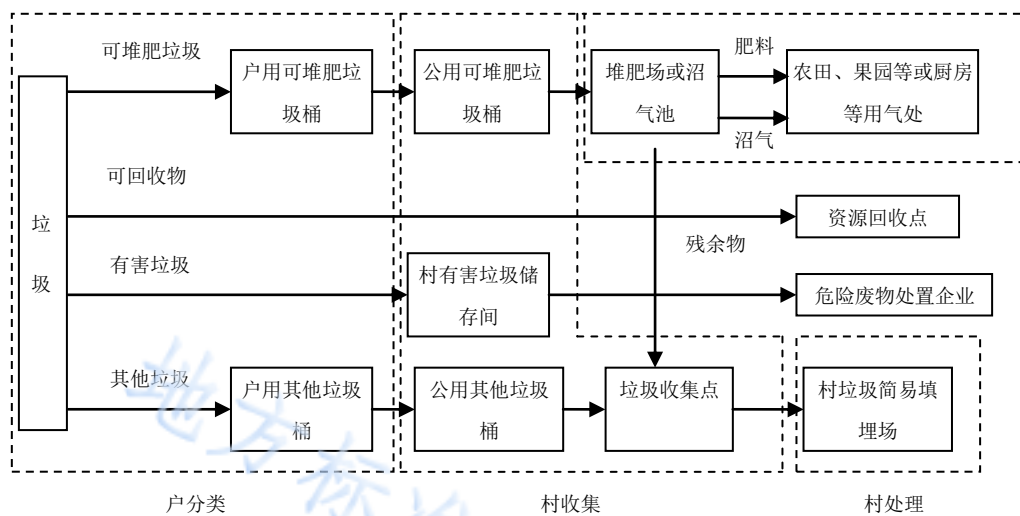 可堆肥垃圾
户用可堆肥垃
圾桶
公用可堆肥垃
圾桶
堆肥场或沼
气池
肥料
沼气
农田、果园等或厨房
等用气处
垃
圾
可回收物
资源回收点
残余物
有害垃圾
村有害垃圾储
存间
危险废物处置企业
其他垃圾
户用其他垃圾
桶
公用其他垃圾
桶
垃圾收集点
村垃圾简易填
埋场
户分类
村收集
村处理
地方标